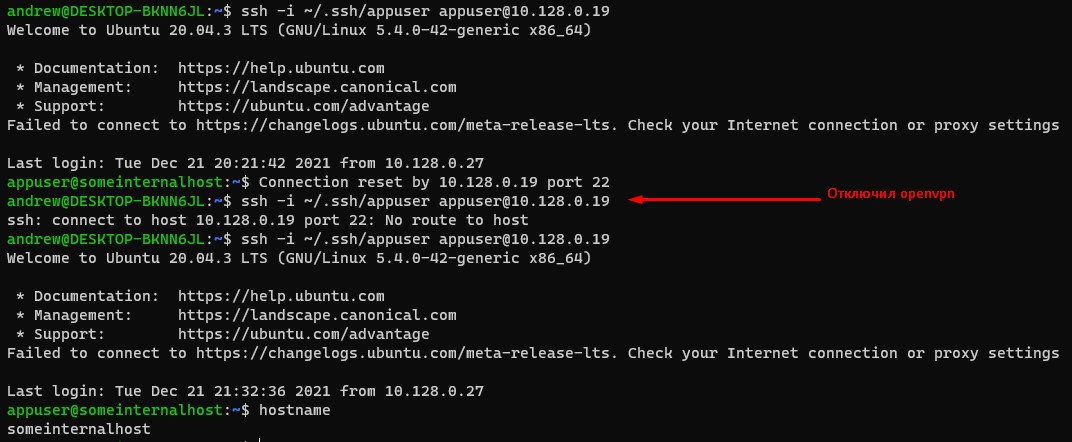 andrew@DESKTOP-BKNN6JL:~$ ssh -i ~/.ssh/appuser appuser@10.128.0.19
Welcome to Ubuntu 20.04.3 LTS (GNU/Linux 5.4.0-42-generic x86_64)
* Documentation:  https://help.ubuntu.com
* Management:     https://landscape.canonical.com
* Support:        https://ubuntu.com/advantage
Failed to connect to https://changelogs.ubuntu.com/meta-release-lts. Check your Internet connection or proxy settings
Last login: Tue Dec 21 20:21:42 2021 from 10.128.0.27
appuser@someinternalhost:~$ Connection reset by 10.128.0.19 port 22
andrew@DESKTOP-BKNN6JL:~$ ssh -i ~/.ssh/appuser appuser@10.128.0.19 Отключил openvpn
ssh: connect to host 10.128.0.19 port 22: No route to host
andrew@DESKTOP-BKNN6JL:~$ ssh -i ~/.ssh/appuser appuser@10.128.0.19
Welcome to Ubuntu 20.04.3 LTS (GNU/Linux 5.4.0-42-generic x86_64)
* Documentation:  https://help.ubuntu.com
* Management:     https://landscape.canonical.com
* Support:        https://ubuntu.com/advantage
Failed to connect to https://changelogs.ubuntu.com/meta-release-lts. Check your Internet connection or proxy settings
Last login: Tue Dec 21 21:32:36 2021 from 10.128.0.27
appuser@someinternalhost:~$ hostname
someinternalhost